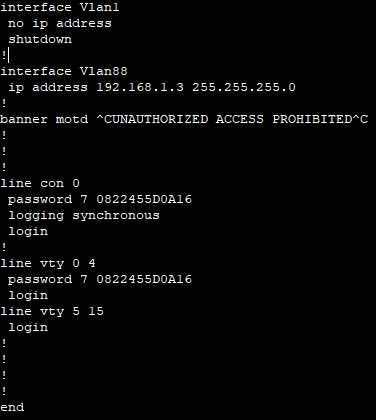 interface Vlan1
 no ip address
 shutdown
!
interface Vlan88
 ip address 192.168.1.3 255.255.255.0
!
banner motd ^CUNAUTHORIZED ACCESS PROHIBITED^C
!
!
!
line con 0
 password 7 0822455D0A16
 logging synchronous
 login
!
line vty 0 4
 password 7 0822455D0A16
 login
line vty 5 15
 login
!
!
!
!
end